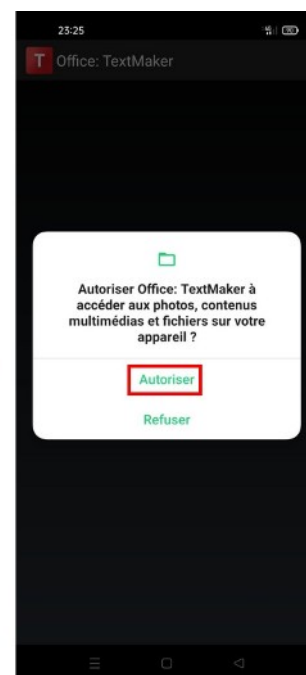 23:25
T Office: TextMaker
Autoriser Office: TextMaker à
accéder aux photos, contenus
multimédias et fichiers sur votre
appareil ?
Autoriser
Refuser